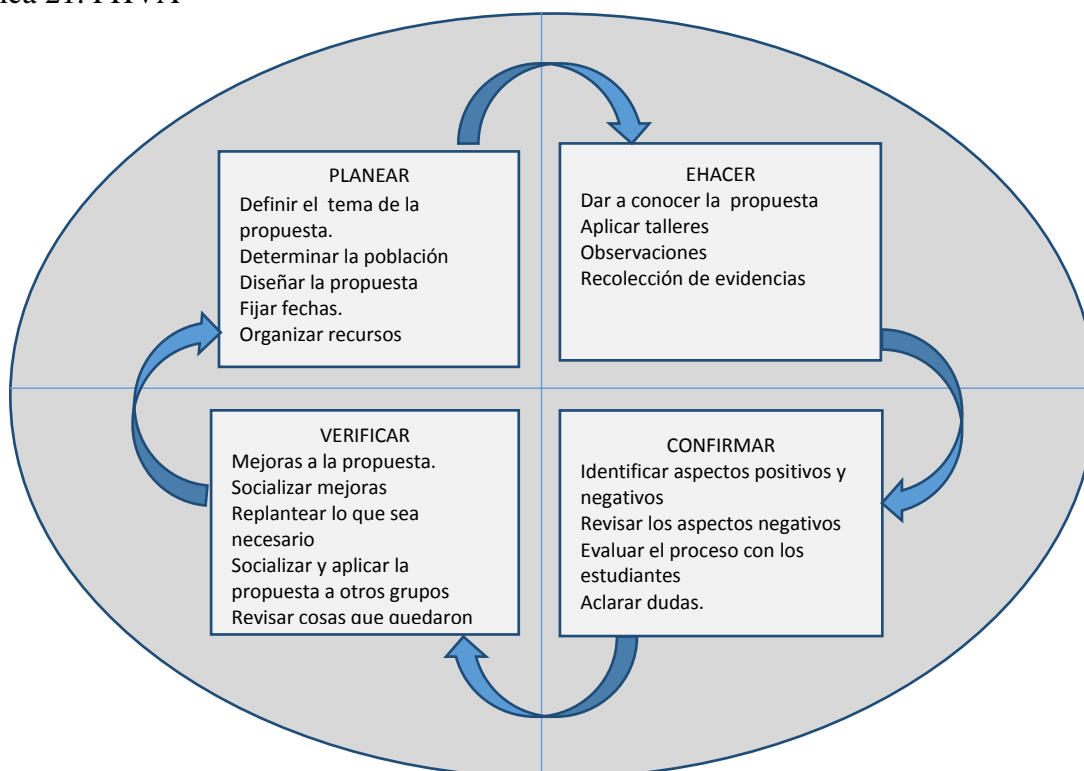 21. PHVA
PLANEAR
Definir el tema de la
propuesta.
Determinar la población
Diseñar la propuesta
Fijar fechas.
Organizar recursos
EHACER
Dar a conocer la propuesta
Aplicar talleres
Observaciones
Recolección de evidencias
VERIFICAR
Mejoras a la propuesta.
Socializar mejoras
Replantear lo que sea
necesario
Socializar y aplicar la
propuesta a otros grupos
Revisar cosas que quedaron
CONFIRMAR
Identificar aspectos positivos y
negativos
Revisar los aspectos negativos
Evaluar el proceso con los
estudiantes
Aclarar dudas.